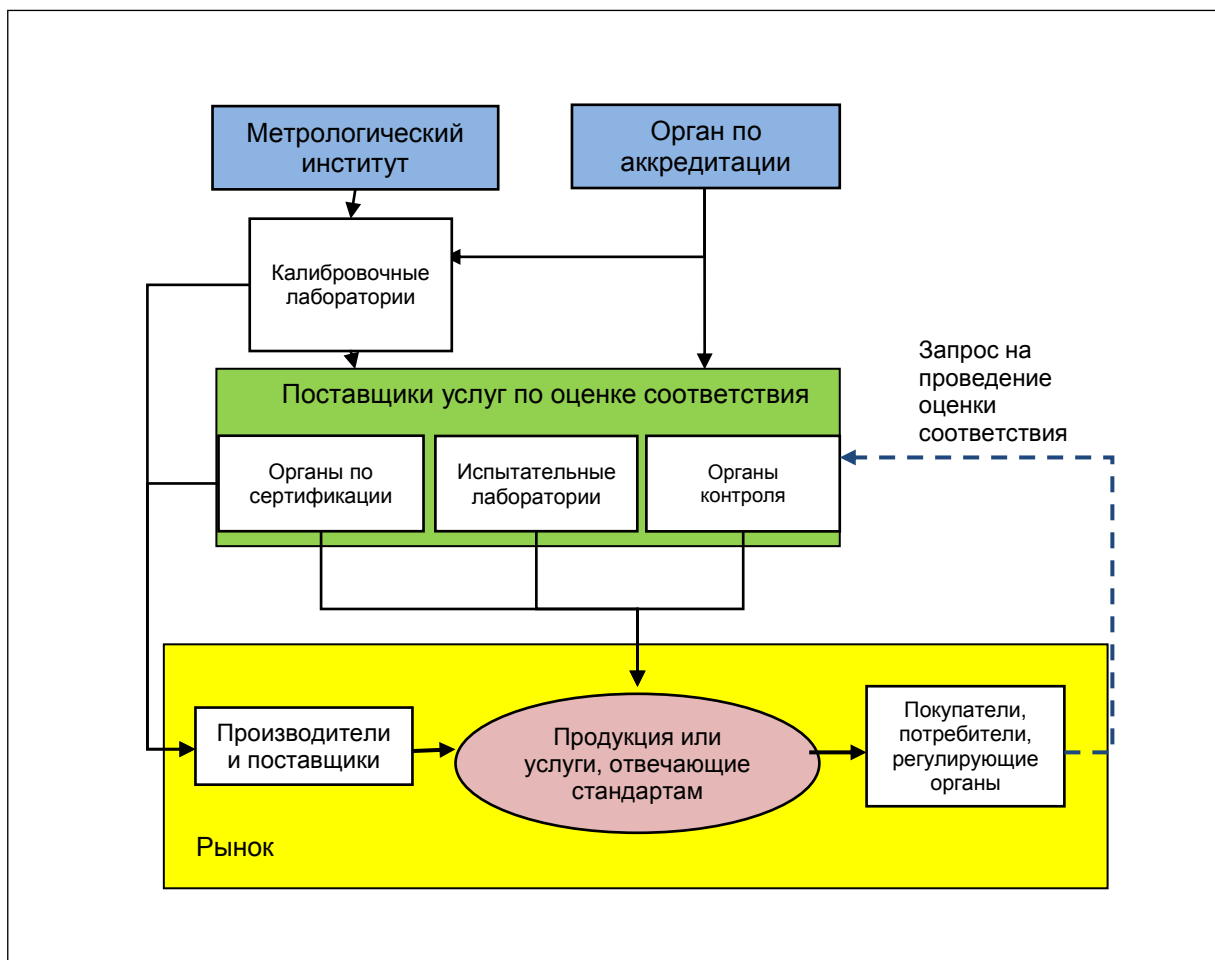 Метрологический
институт
Орган по
аккредитации
Калибровочные
лаборатории
Запрос на
проведение
оценки
соответствия
Поставщики услуг по оценке соответствия
Органы по
сертификации
Испытательные
лаборатории
Органы
контроля
Производители
и поставщики
Продукция или
услуги, отвечающие
стандартам
Покупатели,
потребители,
регулирующие
органы
Рынок